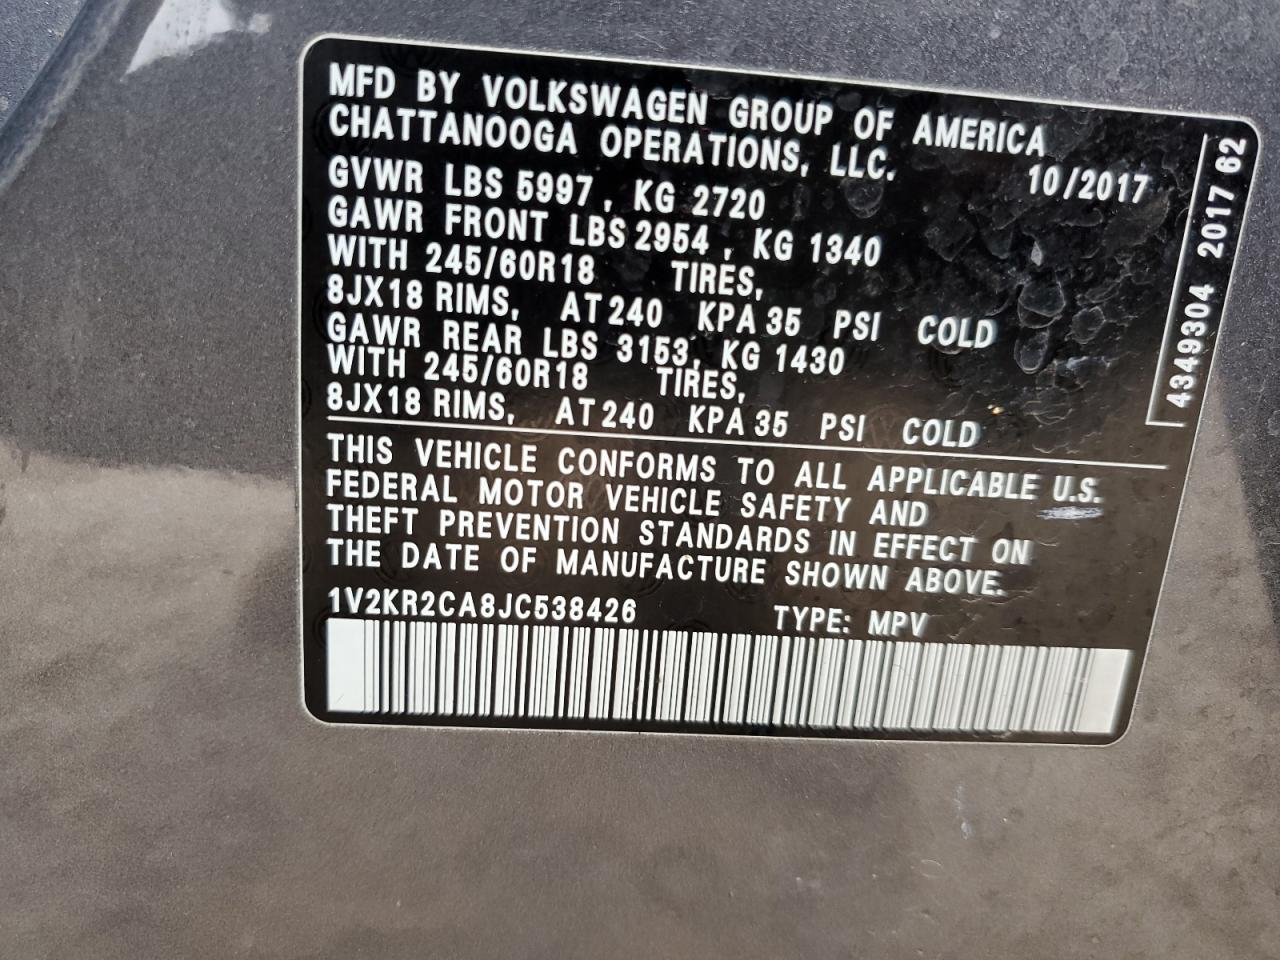 MFD BY VOLKSWAGEN GROUP OF AMERICA
CHATTANOOGA OPERATIONS, LLC.
10/2017
GVWR LBS 5997 , KG 2720
GAWR FRONT LBS 2954 , KG 1340
WITH 245/60R18 TIRES,
8JX18 RIMS, AT 240 KPA 35 PSI COLD
GAWR REAR LBS 3153, KG 1430
WITH 245/60R18 TIRES,
8JX18 RIMS, AT 240 KPA 35 PSI COLD
THIS VEHICLE CONFORMS TO ALL APPLICABLE U.S.
FEDERAL MOTOR VEHICLE SAFETY AND
THEFT PREVENTION STANDARDS IN EFFECT ON
THE DATE OF MANUFACTURE SHOWN ABOVE.
1V2KR2CA8JC538426 TYPE: MPV
4349304 2017 62